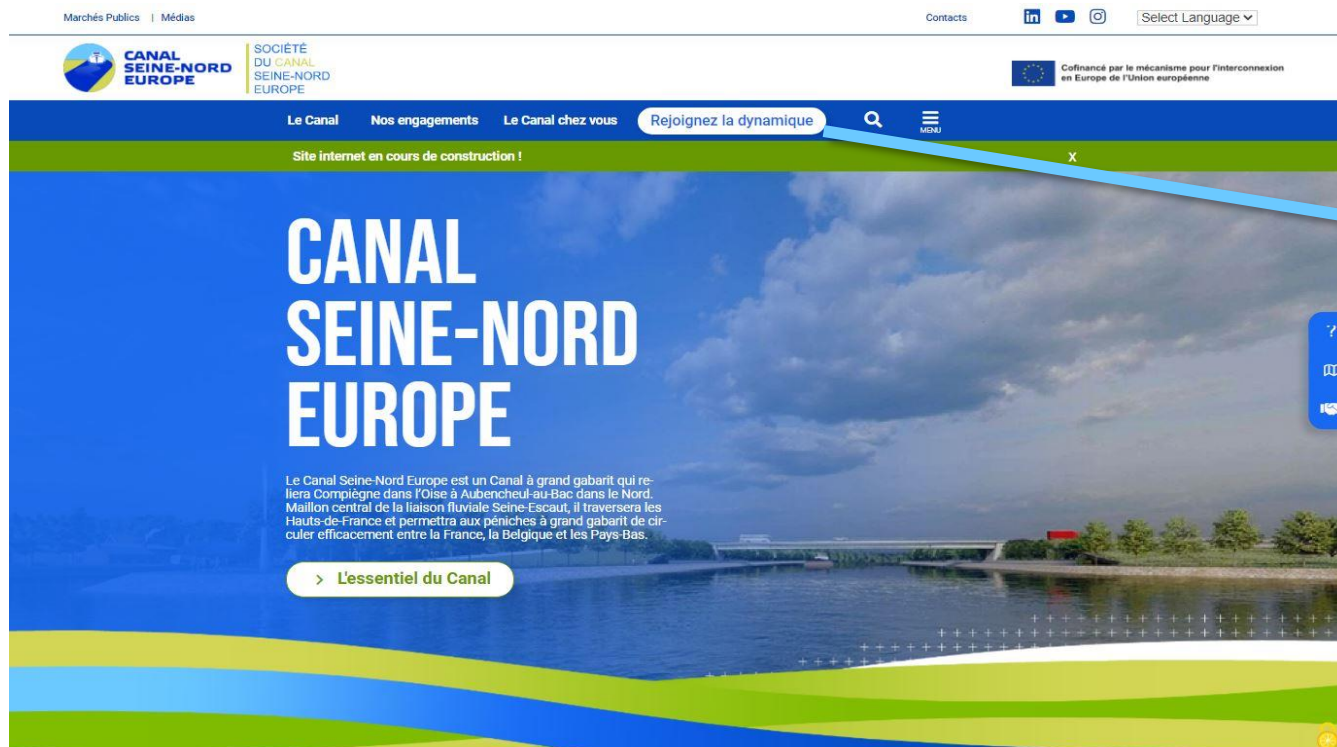 Marchés Publics | Médias
Contacts
Select Language
CANAL
SEINE-NORD
EUROPE
SOCIÉTÉ
DU CANAL
SEINE-NORD
EUROPE
Cofinancé par le mécanisme pour l'interconnexion
en Europe de l'Union européenne
Le Canal Nos engagements Le Canal chez vous Rejoignez la dynamique MENU
Site internet en cours de construction ! X
CANAL
SEINE-NORD
EUROPE
?
Le Canal Seine-Nord Europe est un Canal à grand gabarit qui re-
liera Compiègne dans l'Oise à Aubencheul-au-Bac dans le Nord.
Maillon central de la liaison fluviale Seine-Escaut, il traversera les
Hauts-de-France et permettra aux péniches à grand gabarit de cir-
culer efficacement entre la France, la Belgique et les Pays-Bas.
> L'essentiel du Canal